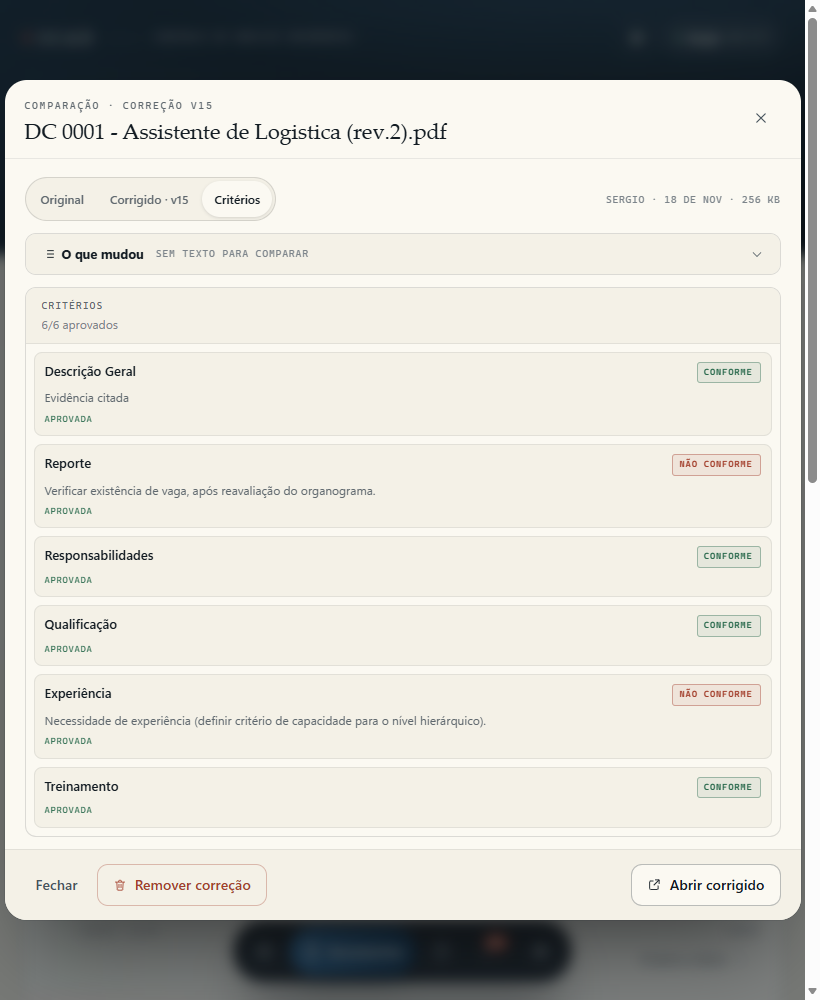 COMPARAÇÃO · CORREÇÃO V15
DC 0001 - Assistente de Logistica (rev.2).pdf
Original Corrigido · v15 Critérios
SERGIO · 18 DE NOV · 256 KB
O que mudou SEM TEXTO PARA COMPARAR
CRITÉRIOS
6/6 aprovados
Descrição Geral CONFORME
Evidência citada
APROVADA
Reporte NÃO CONFORME
Verificar existência de vaga, após reavaliação do organograma.
APROVADA
Responsabilidades CONFORME
APROVADA
Qualificação CONFORME
APROVADA
Experiência NÃO CONFORME
Necessidade de experiência (definir critério de capacidade para o nível hierárquico).
APROVADA
Treinamento CONFORME
APROVADA
Fechar Remover correção Abrir corrigido